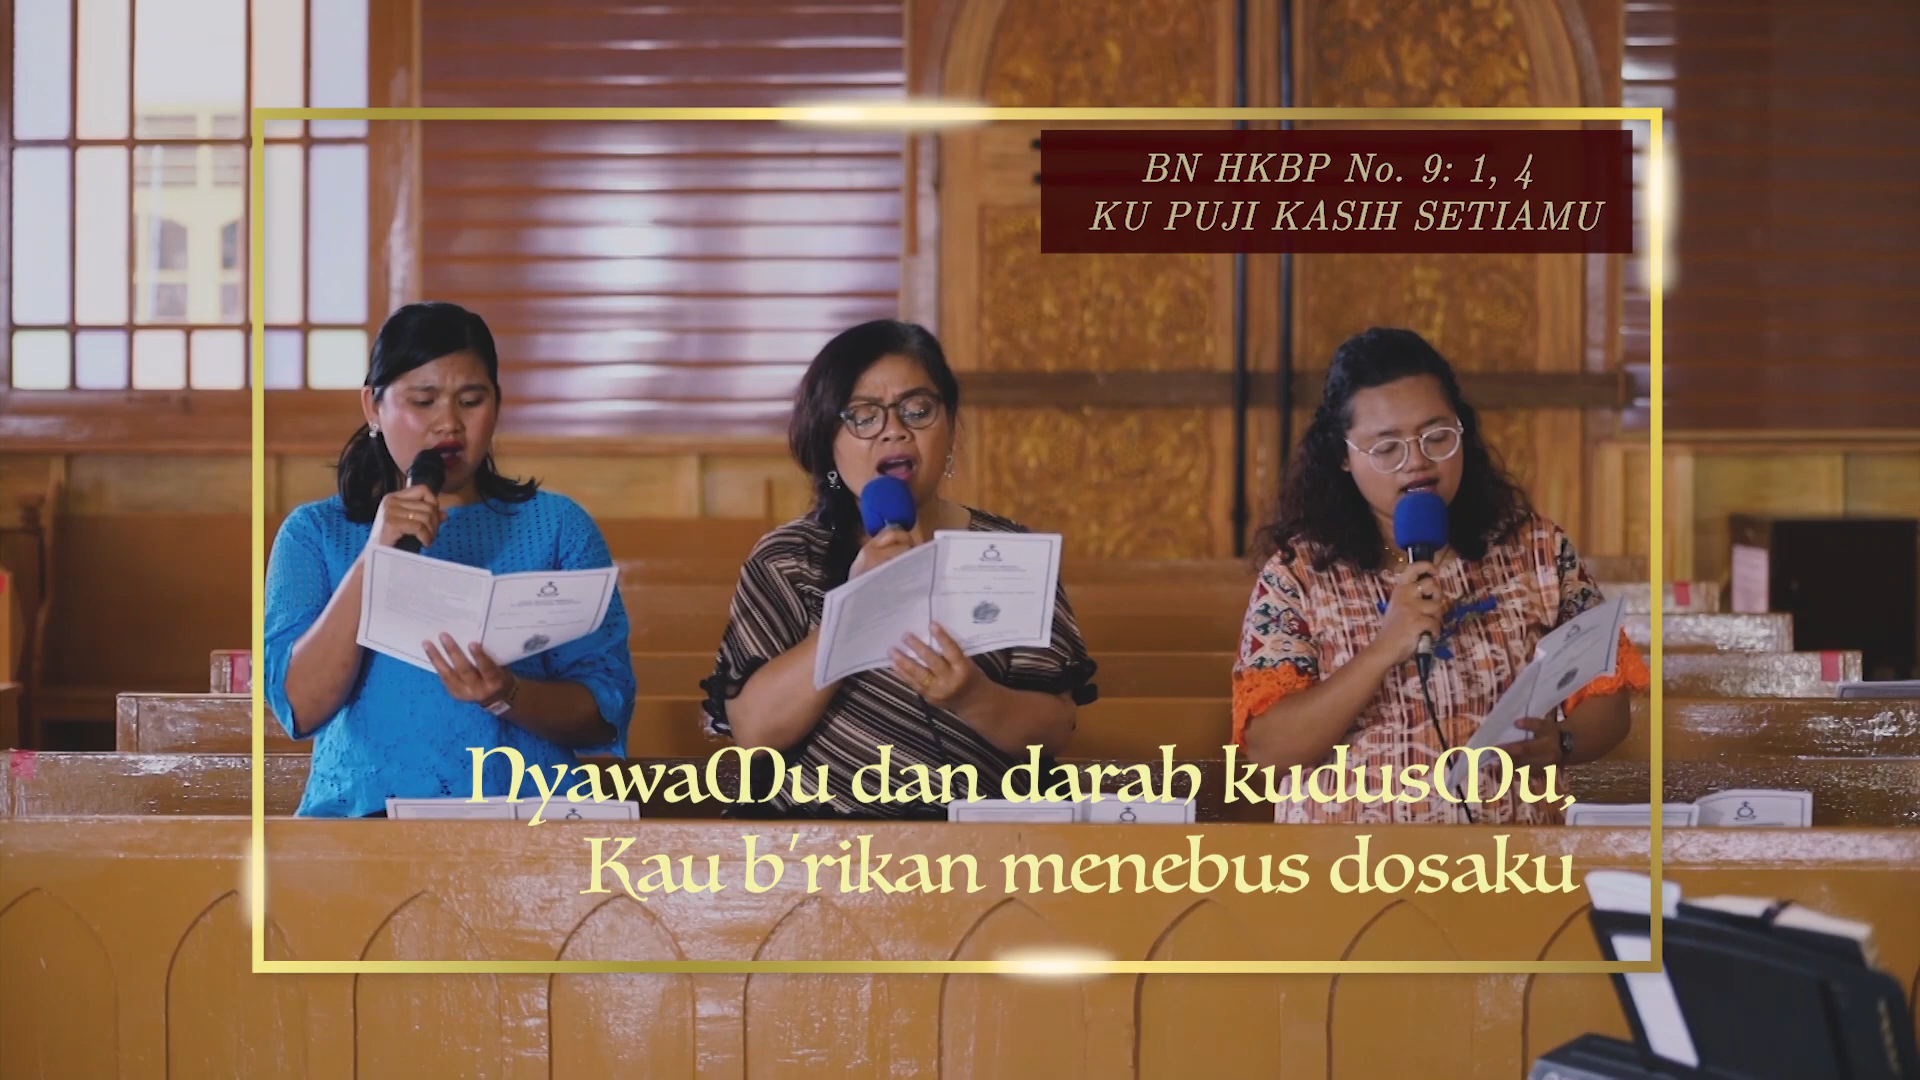 BN HKBP No. 9: 1, 4
KU PUJI KASIH SETIAMU
NyawaMu dan darah kudusMu,
Kau b'rikan menebus dosaku